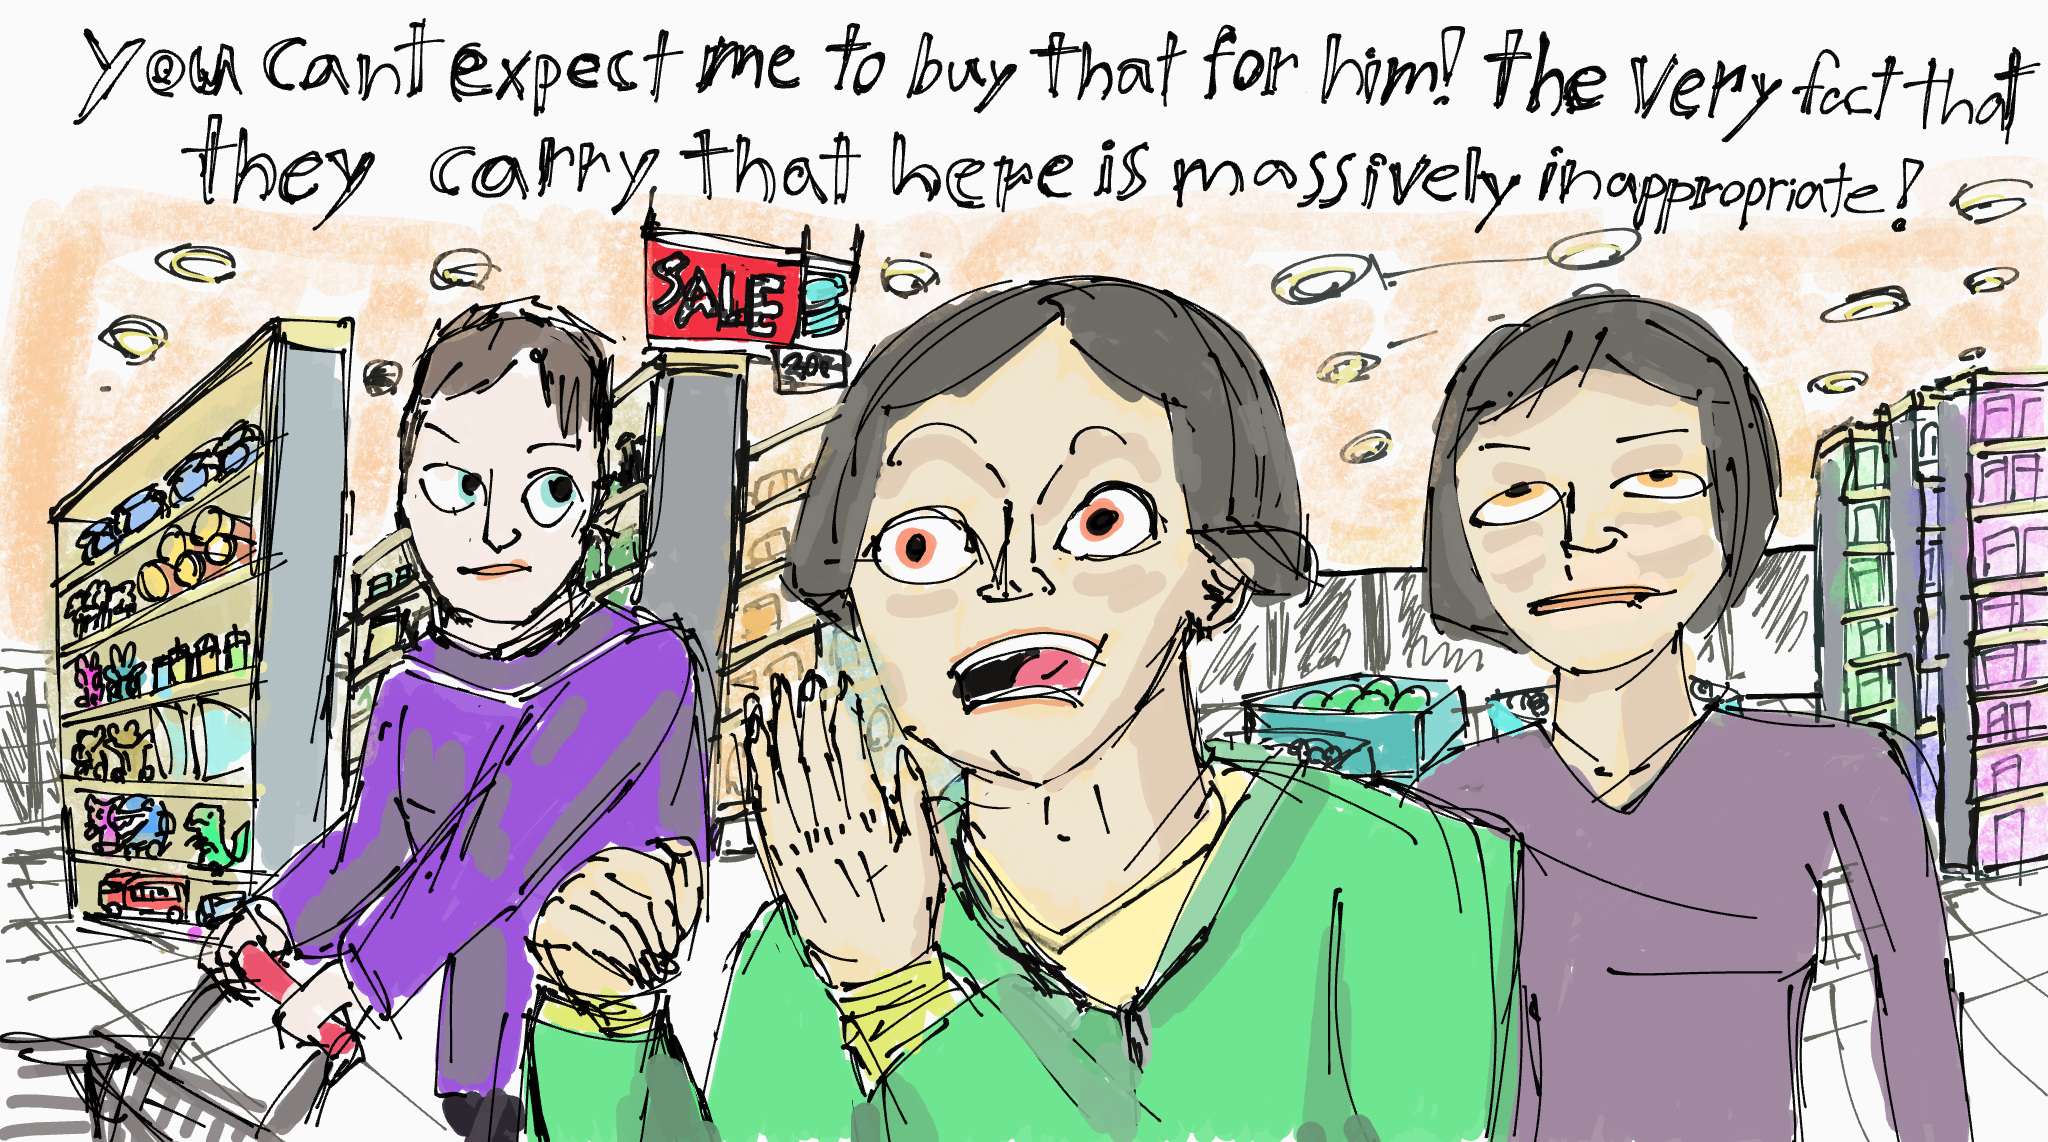 you cant expect me to buy that for him! the very fact that
they carry that here is massively inappropriate!
SALE